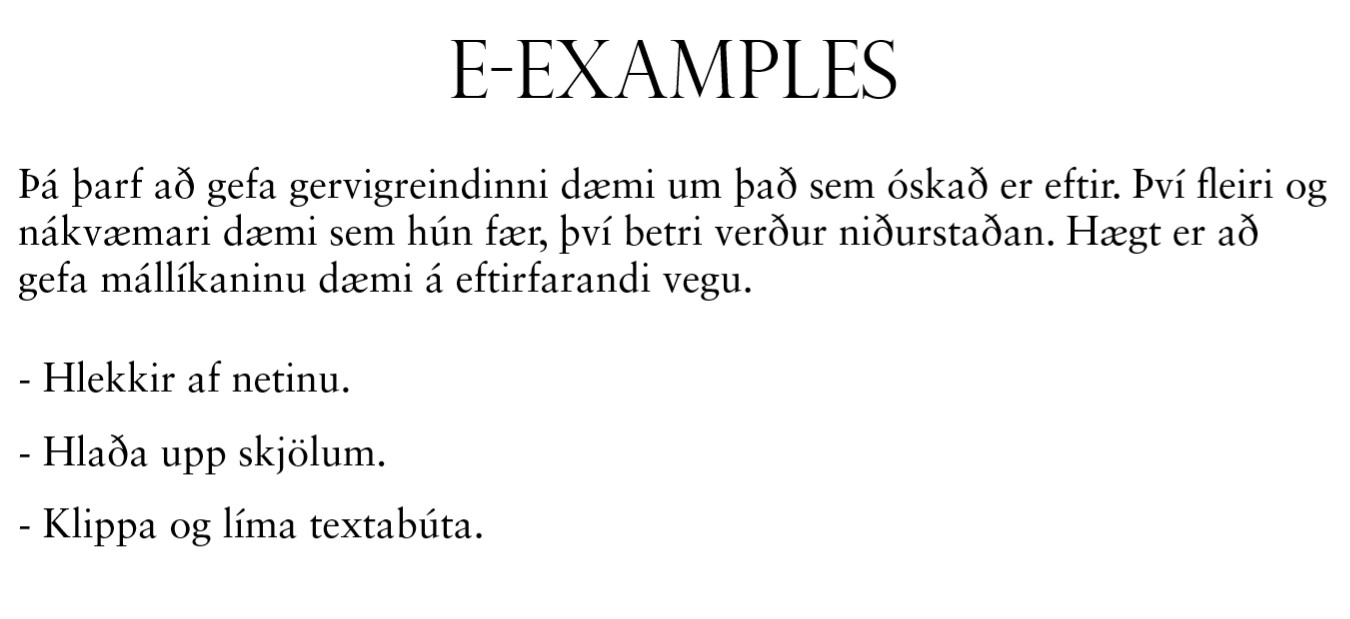 E-EXAMPLES
Þá þarf að gefa gervigreindinni dæmi um það sem óskað er eftir. Því fleiri og
nákvæmari dæmi sem hún fær, því betri verður niðurstaðan. Hægt er að
gefa mállíkaninu dæmi á eftirfarandi vegu.
- Hlekkir af netinu.
- Hlaða upp skjölum.
- Klippa og líma textabúta.